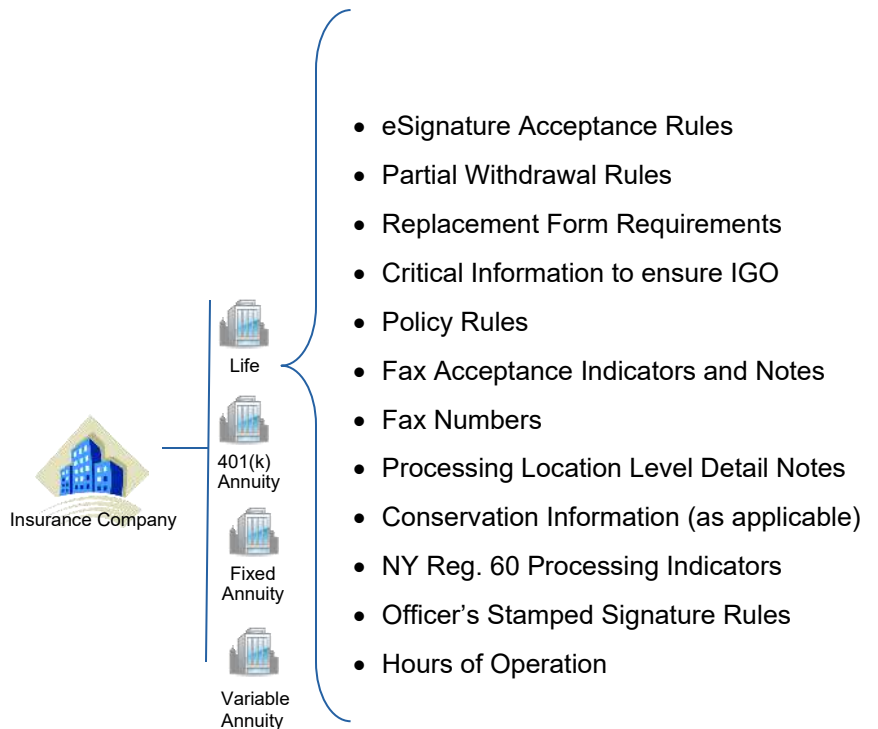 Insurance Company
Life
401(k)
Annuity
Fixed
Annuity
Variable
Annuity
• eSignature Acceptance Rules
• Partial Withdrawal Rules
• Replacement Form Requirements
• Critical Information to ensure IGO
• Policy Rules
• Fax Acceptance Indicators and Notes
• Fax Numbers
• Processing Location Level Detail Notes
• Conservation Information (as applicable)
• NY Reg. 60 Processing Indicators
• Officer’s Stamped Signature Rules
• Hours of Operation